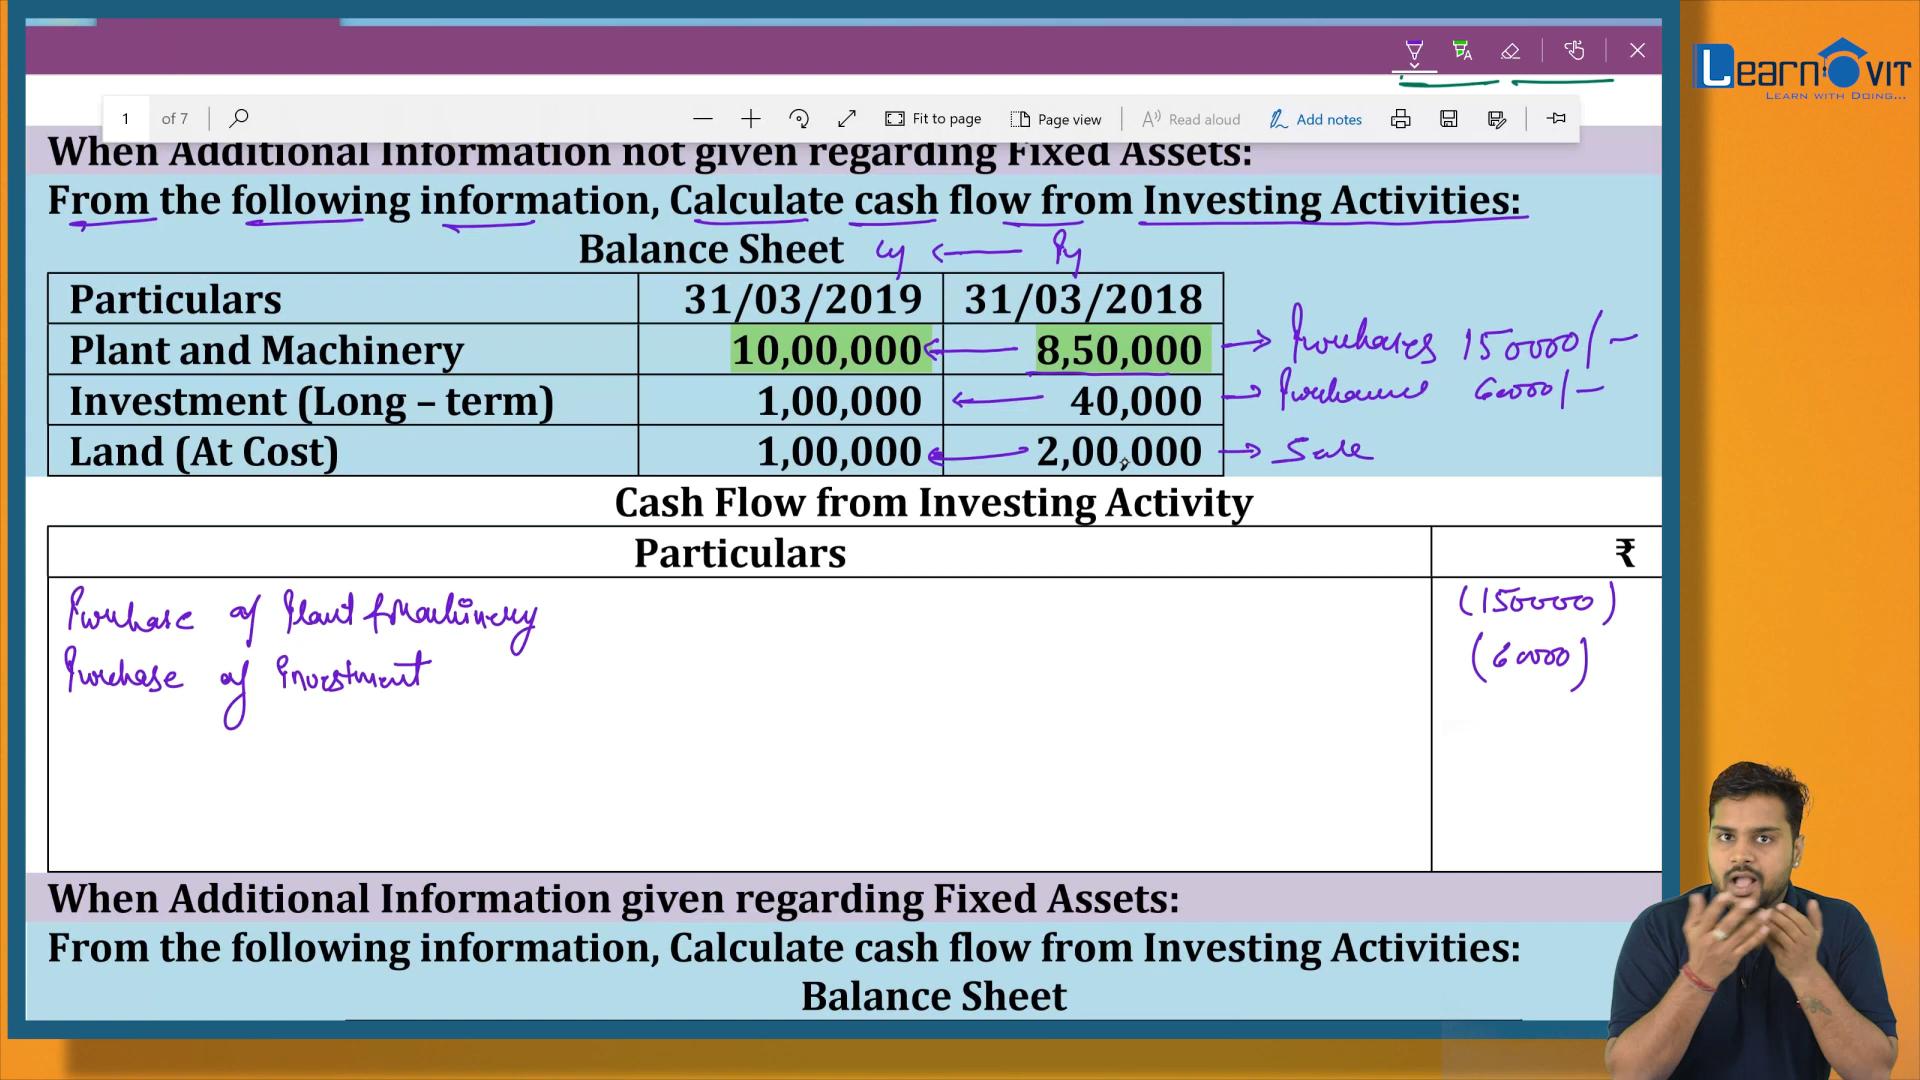 LearnOvit
Learn with Doing...
1 of 7 Fit to page Page view Read aloud Add notes
When Additional Information not given regarding Fixed Assets:
From the following information, Calculate cash flow from Investing Activities:
Balance Sheet Cy Py
Particulars 31/03/2019 31/03/2018
Plant and Machinery 10,00,000 8,50,000 Purchases 150000/-
Investment (Long – term) 1,00,000 40,000 Purchases 60000/-
Land (At Cost) 1,00,000 2,00,000 Sale
Cash Flow from Investing Activity
Particulars ₹
Purchase of Plant & Machinery (150000)
Purchase of Investment (60000)
When Additional Information given regarding Fixed Assets:
From the following information, Calculate cash flow from Investing Activities:
Balance Sheet